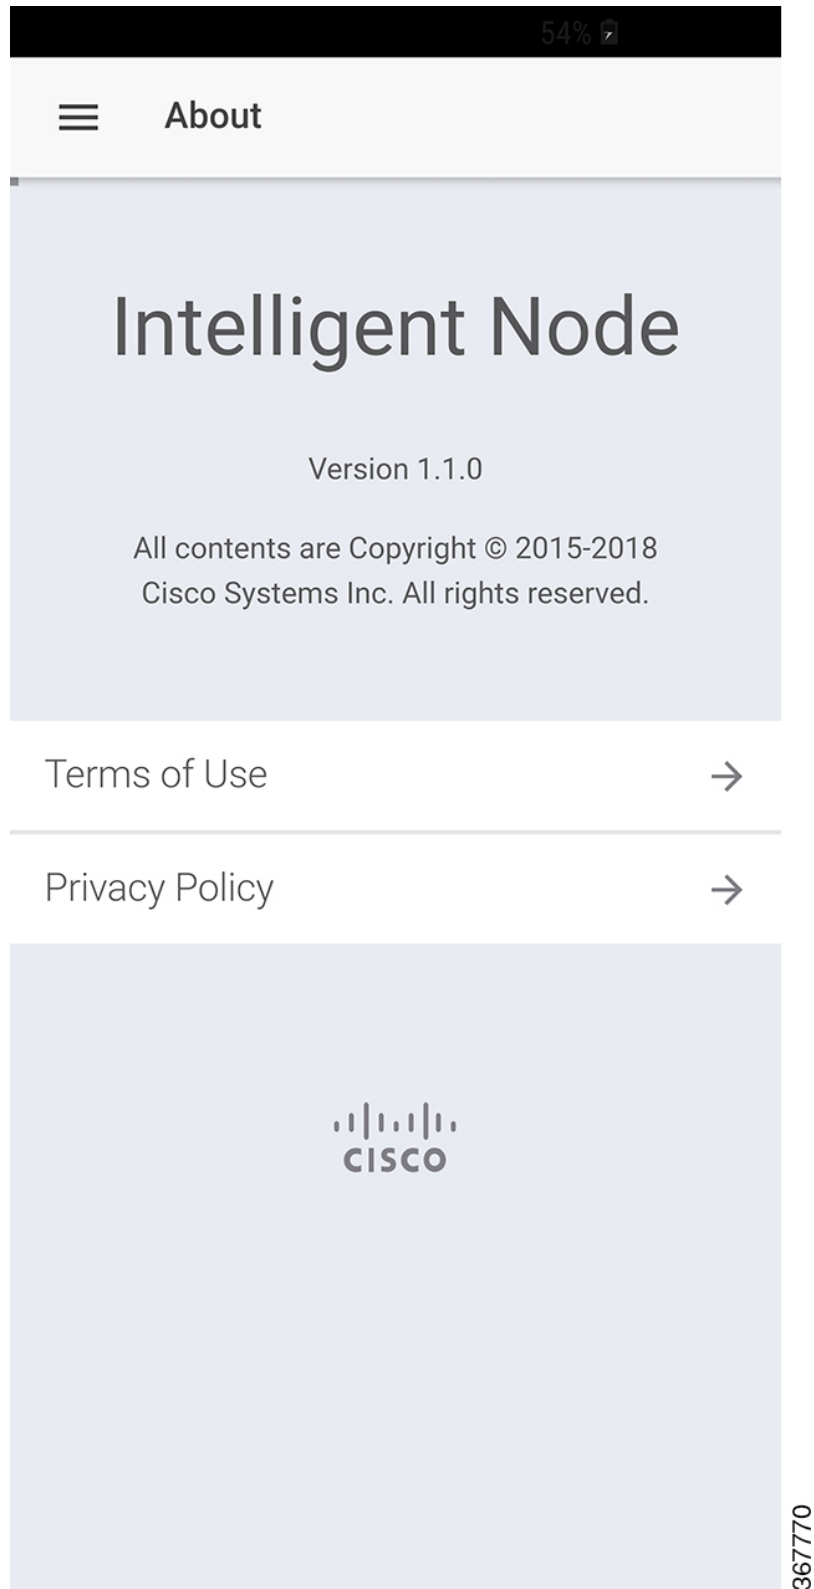 54%
About
Intelligent Node
Version 1.1.0
All contents are Copyright © 2015-2018
Cisco Systems Inc. All rights reserved.
Terms of Use
Privacy Policy
CISCO
367770